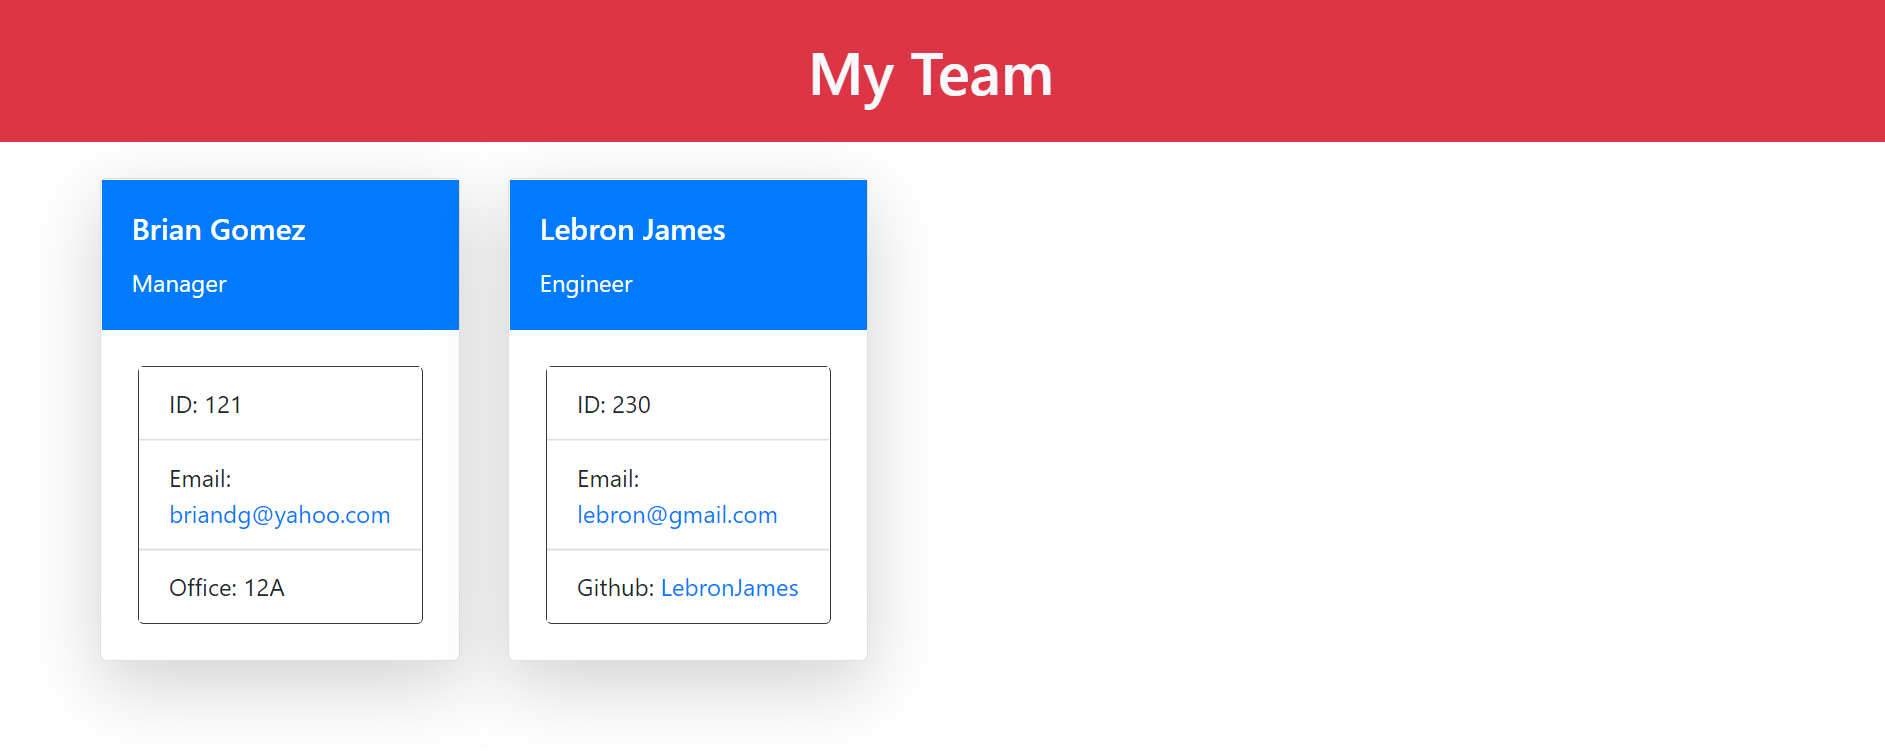 My Team
Brian Gomez
Manager
ID: 121
Email:
briandg@yahoo.com
Office: 12A
Lebron James
Engineer
ID: 230
Email:
lebron@gmail.com
Github: LebronJames